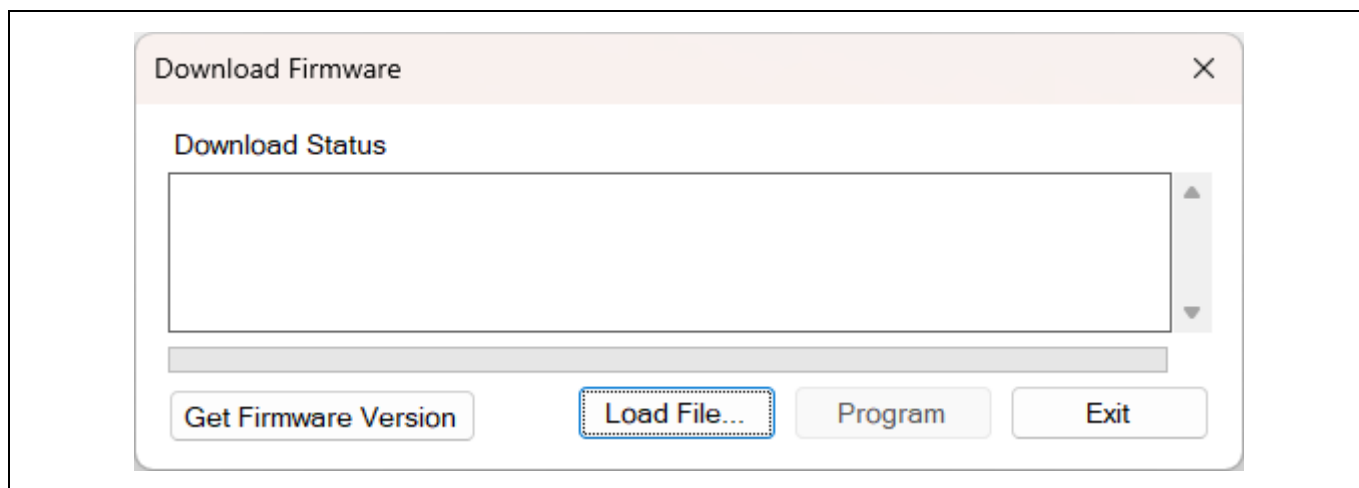 Download Firmware
Download Status
Get Firmware Version
Load File...
Program
Exit